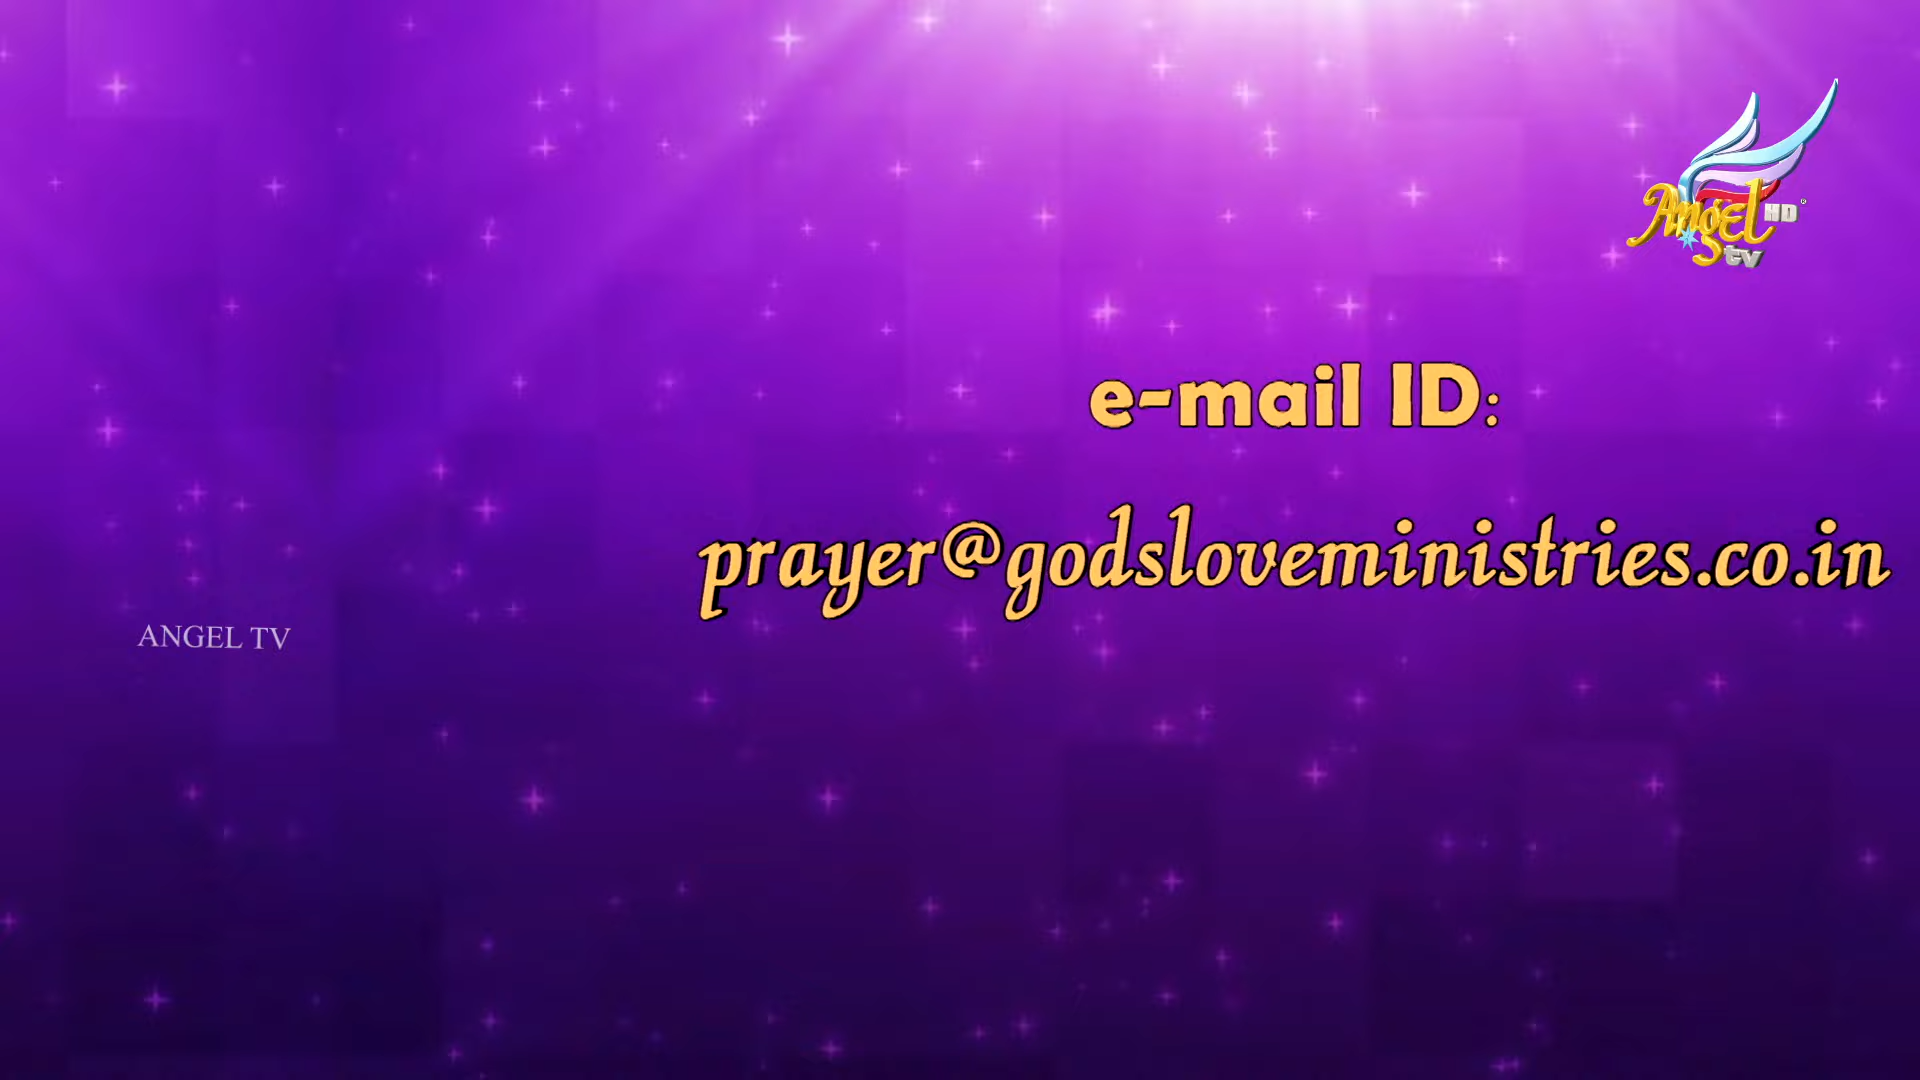 Angel HD
tv
e-mail ID:
prayer@godsloveministries.co.in
ANGEL TV